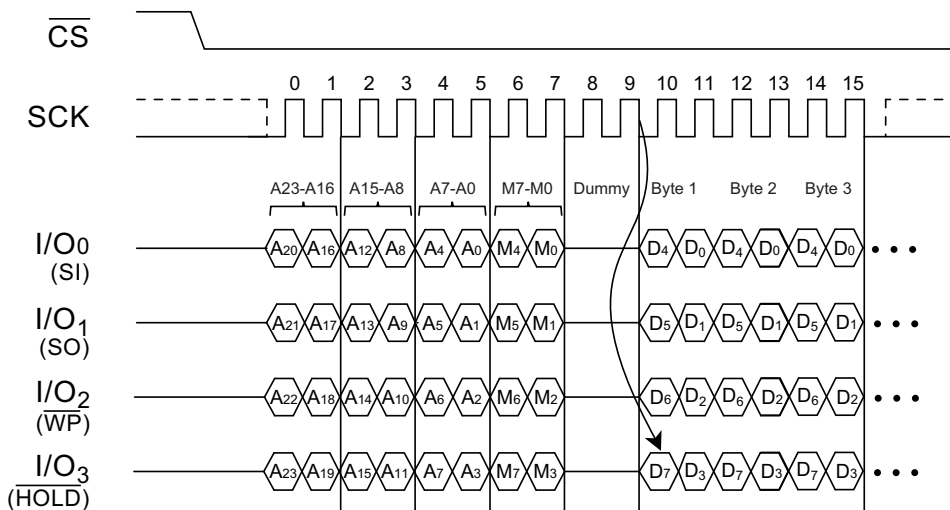 CS
0 1 2 3 4 5 6 7 8 9 10 11 12 13 14 15
SCK
A23-A16 A15-A8 A7-A0 M7-M0 Dummy Byte 1 Byte 2 Byte 3
I/O0 A20 A16 A12 A8 A4 A0 M4 M0 D4 D0 D4 D0 D4 D0
(SI)
I/O1 A21 A17 A13 A9 A5 A1 M5 M1 D5 D1 D5 D1 D5 D1
(SO)
I/O2 A22 A18 A14 A10 A6 A2 M6 M2 D6 D2 D6 D2 D6 D2
(WP)
I/O3 A23 A19 A15 A11 A7 A3 M7 M3 D7 D3 D7 D3 D7 D3
(HOLD)